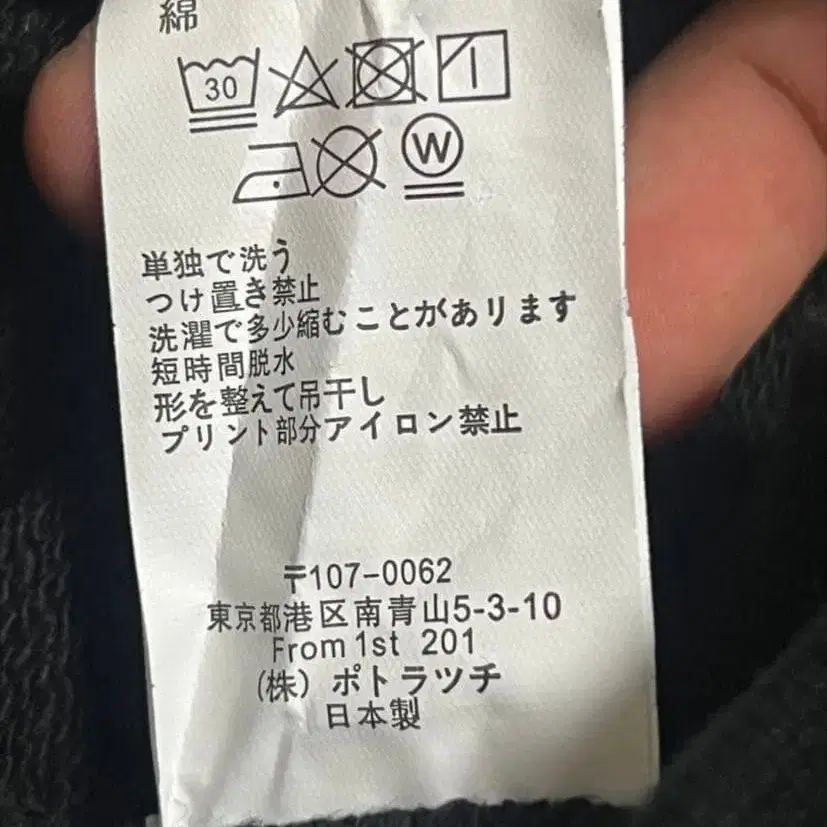 綿
30
W
単独で洗う
つけ置き禁止
洗濯で多少縮むことがあります
短時間脱水
形を整えて吊干し
プリント部分アイロン禁止
〒107-0062
東京都港区南青山5-3-10
From 1st 201
(株) ポトラツチ
日本製